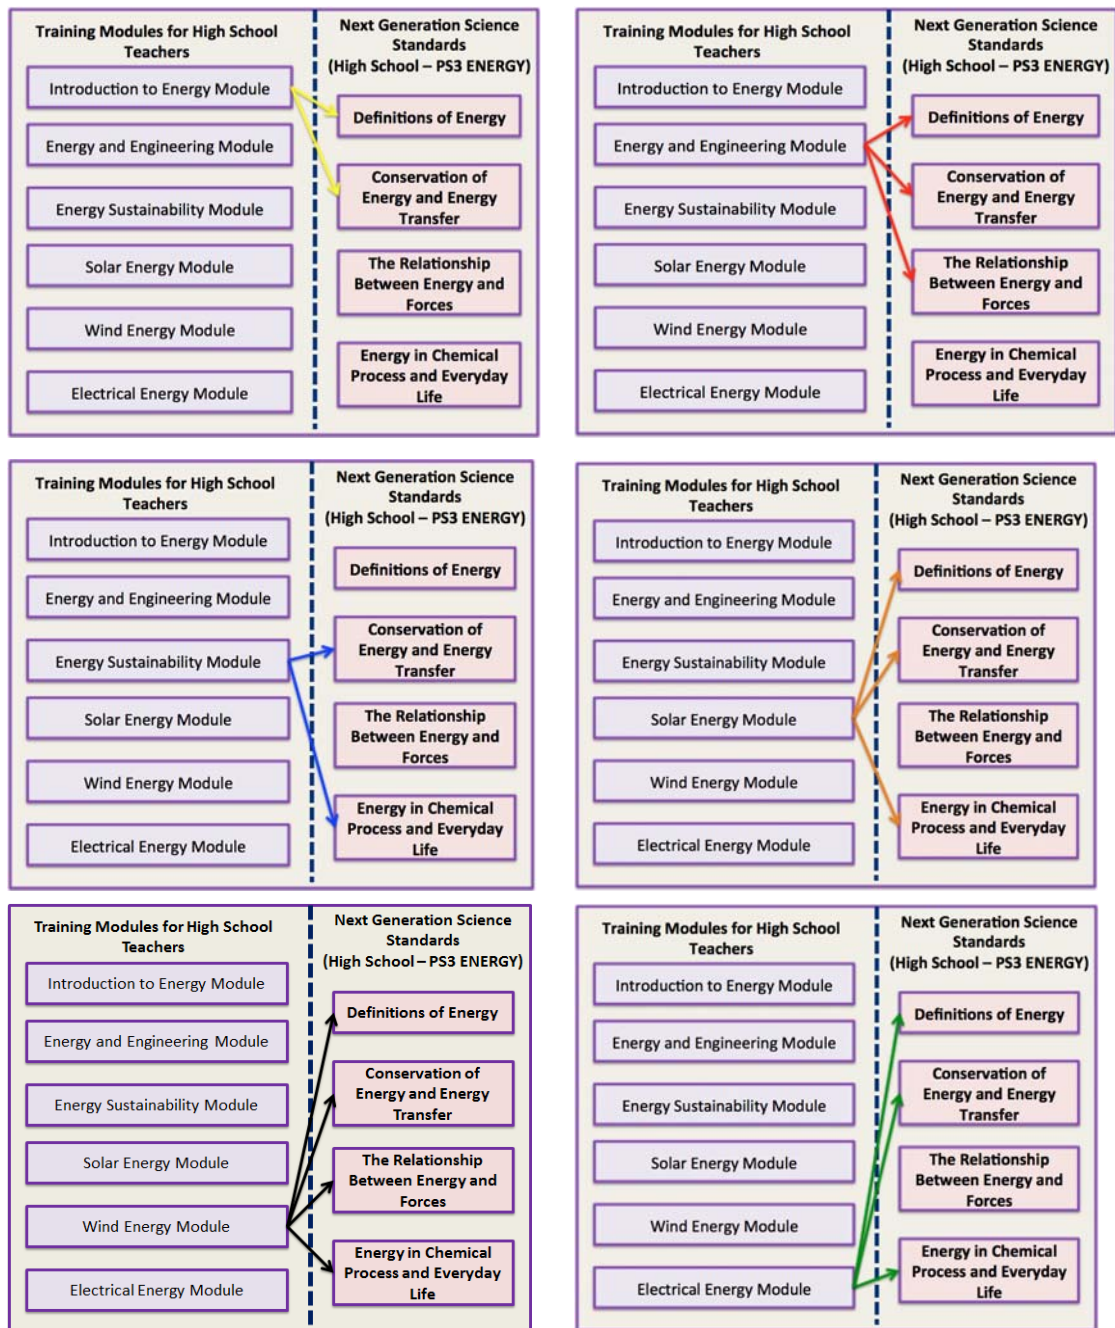 Training Modules for High School
Teachers
Introduction to Energy Module
Energy and Engineering Module
Energy Sustainability Module
Solar Energy Module
Wind Energy Module
Electrical Energy Module
Next Generation Science
Standards
(High School – PS3 ENERGY)
Definitions of Energy
Conservation of
Energy and Energy
Transfer
The Relationship
Between Energy and
Forces
Energy in Chemical
Process and Everyday
Life
Training Modules for High School
Teachers
Introduction to Energy Module
Energy and Engineering Module
Energy Sustainability Module
Solar Energy Module
Wind Energy Module
Electrical Energy Module
Next Generation Science
Standards
(High School – PS3 ENERGY)
Definitions of Energy
Conservation of
Energy and Energy
Transfer
The Relationship
Between Energy and
Forces
Energy in Chemical
Process and Everyday
Life
Training Modules for High School
Teachers
Introduction to Energy Module
Energy and Engineering Module
Energy Sustainability Module
Solar Energy Module
Wind Energy Module
Electrical Energy Module
Next Generation Science
Standards
(High School – PS3 ENERGY)
Definitions of Energy
Conservation of
Energy and Energy
Transfer
The Relationship
Between Energy and
Forces
Energy in Chemical
Process and Everyday
Life
Training Modules for High School
Teachers
Introduction to Energy Module
Energy and Engineering Module
Energy Sustainability Module
Solar Energy Module
Wind Energy Module
Electrical Energy Module
Next Generation Science
Standards
(High School – PS3 ENERGY)
Definitions of Energy
Conservation of
Energy and Energy
Transfer
The Relationship
Between Energy and
Forces
Energy in Chemical
Process and Everyday
Life
Training Modules for High School
Teachers
Introduction to Energy Module
Energy and Engineering Module
Energy Sustainability Module
Solar Energy Module
Wind Energy Module
Electrical Energy Module
Next Generation Science
Standards
(High School – PS3 ENERGY)
Definitions of Energy
Conservation of
Energy and Energy
Transfer
The Relationship
Between Energy and
Forces
Energy in Chemical
Process and Everyday
Life
Training Modules for High School
Teachers
Introduction to Energy Module
Energy and Engineering Module
Energy Sustainability Module
Solar Energy Module
Wind Energy Module
Electrical Energy Module
Next Generation Science
Standards
(High School – PS3 ENERGY)
Definitions of Energy
Conservation of
Energy and Energy
Transfer
The Relationship
Between Energy and
Forces
Energy in Chemical
Process and Everyday
Life